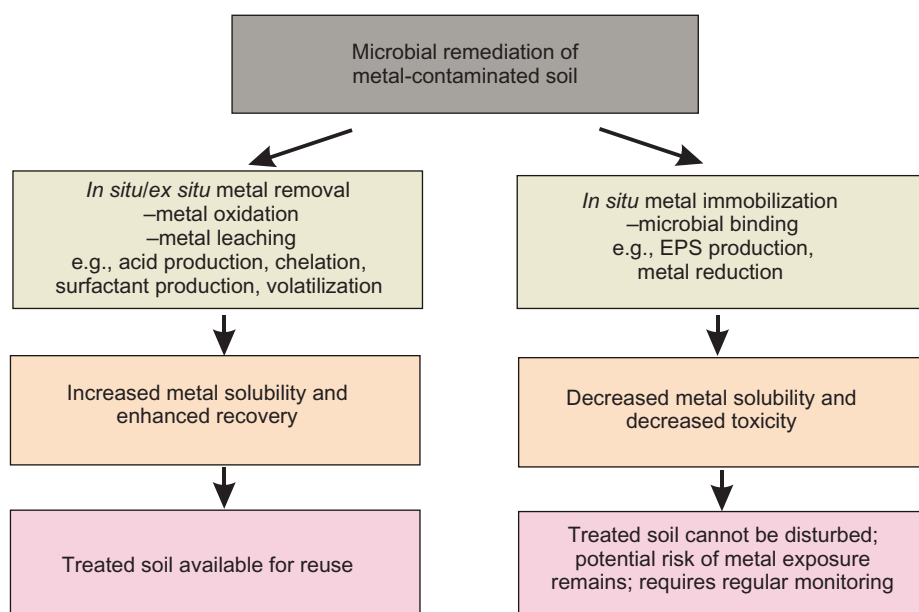 Microbial remediation of
metal-contaminated soil
In situ/ex situ metal removal
–metal oxidation
–metal leaching
e.g., acid production, chelation,
surfactant production, volatilization
Increased metal solubility and
enhanced recovery
Treated soil available for reuse
In situ metal immobilization
–microbial binding
e.g., EPS production,
metal reduction
Decreased metal solubility and
decreased toxicity
Treated soil cannot be disturbed;
potential risk of metal exposure
remains; requires regular monitoring